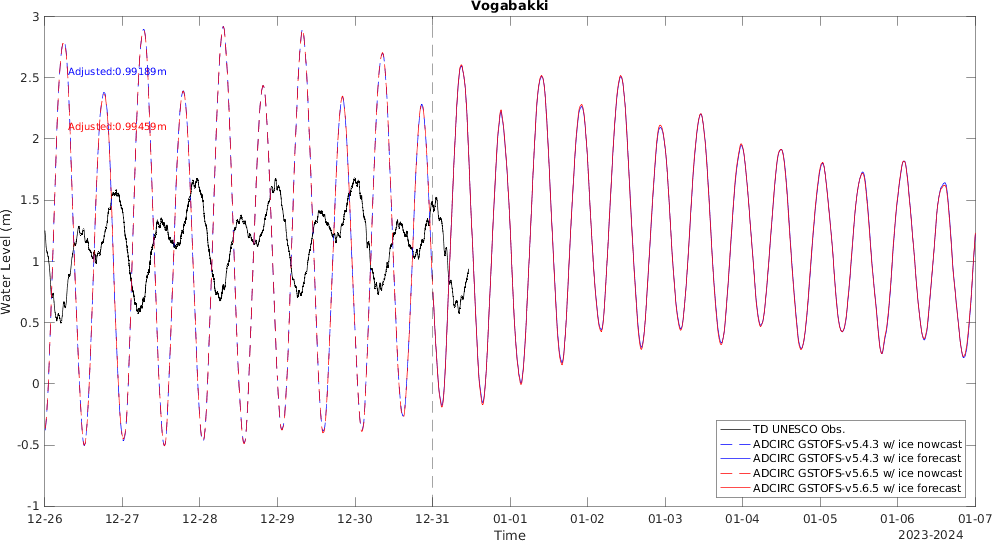 Vogabakki
3
2.5
2
1.5
1
0.5
0
-0.5
-1
Water Level (m)
Adjusted:0.99189m
Adjusted:0.99459m
TD UNESCO Obs.
ADCIRC GSTOFS-v5.4.3 w/ ice nowcast
ADCIRC GSTOFS-v5.4.3 w/ ice forecast
ADCIRC GSTOFS-v5.6.5 w/ ice nowcast
ADCIRC GSTOFS-v5.6.5 w/ ice forecast
12-26 12-27 12-28 12-29 12-30 12-31 01-01 01-02 01-03 01-04 01-05 01-06 01-07
Time
2023-2024